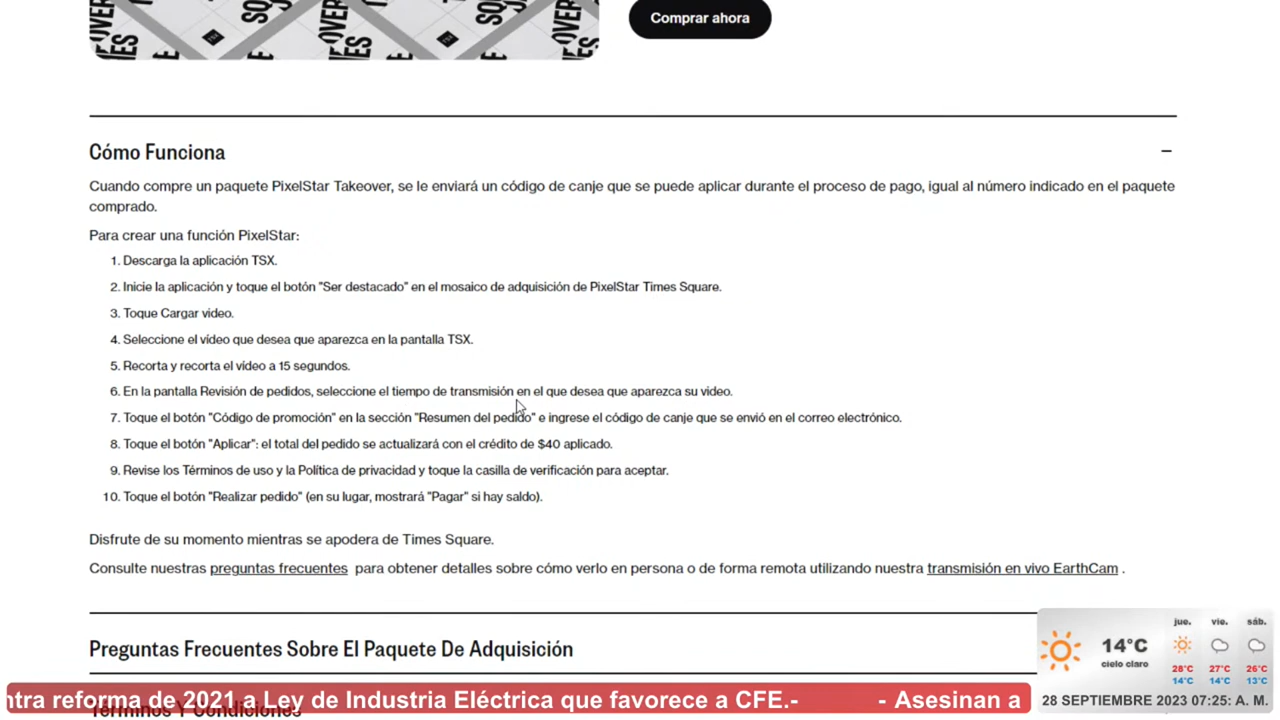 Comprar ahora
Cómo Funciona
Cuando compre un paquete PixelStar Takeover, se le enviará un código de canje que se puede aplicar durante el proceso de pago, igual al número indicado en el paquete
comprado.
Para crear una función PixelStar:
1. Descarga la aplicación TSX.
2. Inicie la aplicación y toque el botón "Ser destacado" en el mosaico de adquisición de PixelStar Times Square.
3. Toque Cargar video.
4. Seleccione el vídeo que desea que aparezca en la pantalla TSX.
5. Recorta y recorta el vídeo a 15 segundos.
6. En la pantalla Revisión de pedidos, seleccione el tiempo de transmisión en el que desea que aparezca su video.
7. Toque el botón "Código de promoción" en la sección "Resumen del pedido" e ingrese el código de canje que se envió en el correo electrónico.
8. Toque el botón "Aplicar": el total del pedido se actualizará con el crédito de $40 aplicado.
9. Revise los Términos de uso y la Política de privacidad y toque la casilla de verificación para aceptar.
10. Toque el botón "Realizar pedido" (en su lugar, mostrará "Pagar" si hay saldo).
Disfrute de su momento mientras se apodera de Times Square.
Consulte nuestras preguntas frecuentes para obtener detalles sobre cómo verlo en persona o de forma remota utilizando nuestra transmisión en vivo EarthCam .
Preguntas Frecuentes Sobre El Paquete De Adquisición
Términos Y Condiciones
ntra reforma de 2021 a Ley de Industria Eléctrica que favorece a CFE.- - Asesinan a
14°C
cielo claro
jue. vie. sáb.
28°C 27°C 26°C
14°C 14°C 13°C
28 SEPTIEMBRE 2023 07:25: A. M.